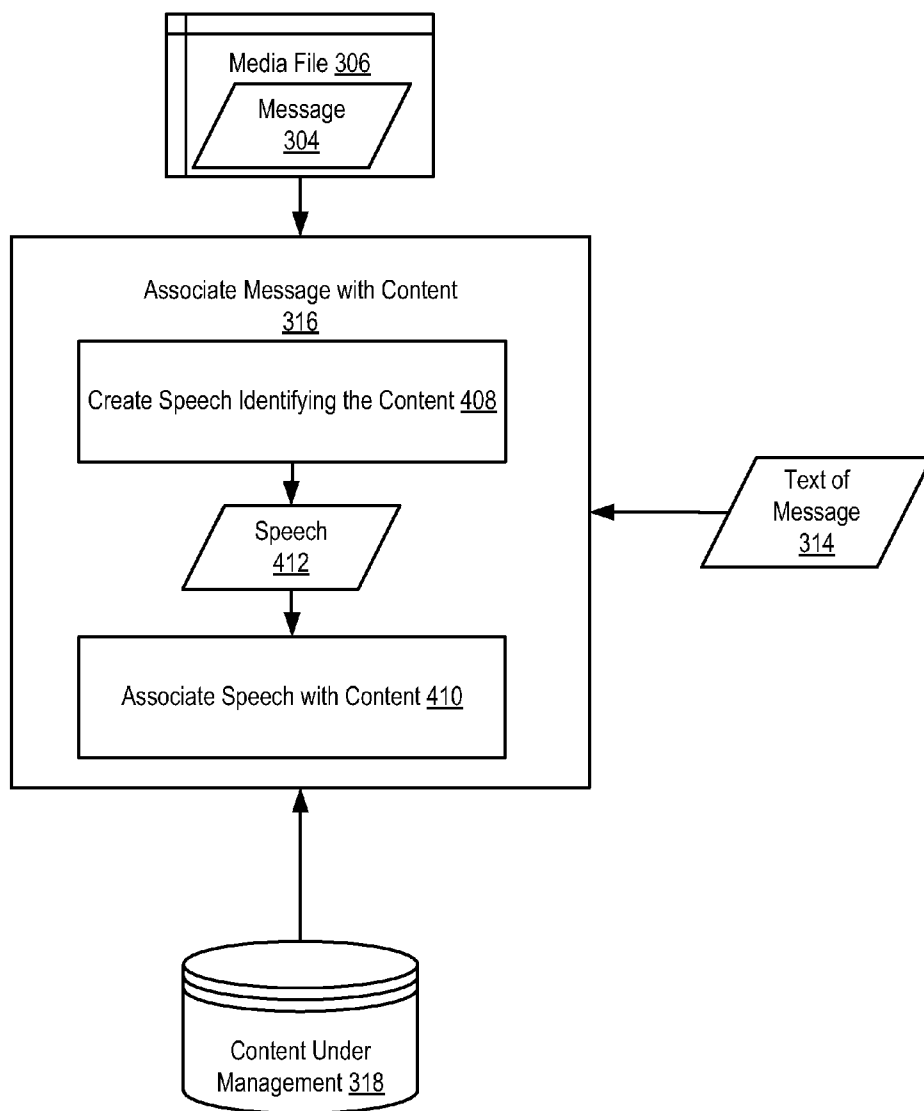 Media File 306
Message
304
Associate Message with Content
316
Create Speech Identifying the Content 408
Speech
412
Associate Speech with Content 410
Text of
Message
314
Content Under
Management 318